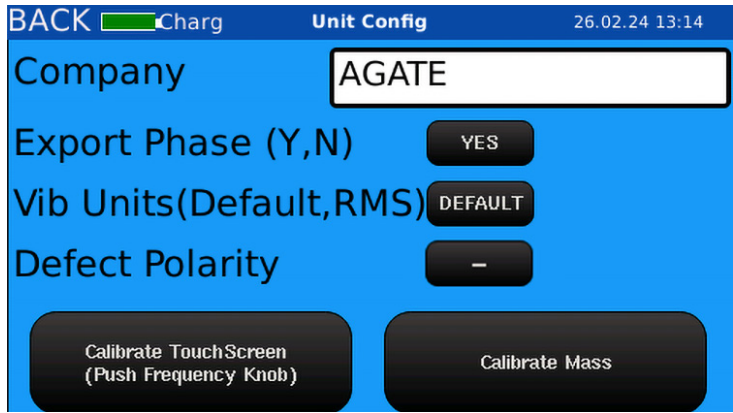 BACK Charg Unit Config 26.02.24 13:14
Company AGATE
Export Phase (Y,N) YES
Vib Units(Default,RMS) DEFAULT
Defect Polarity –
Calibrate TouchScreen
(Push Frequency Knob)
Calibrate Mass